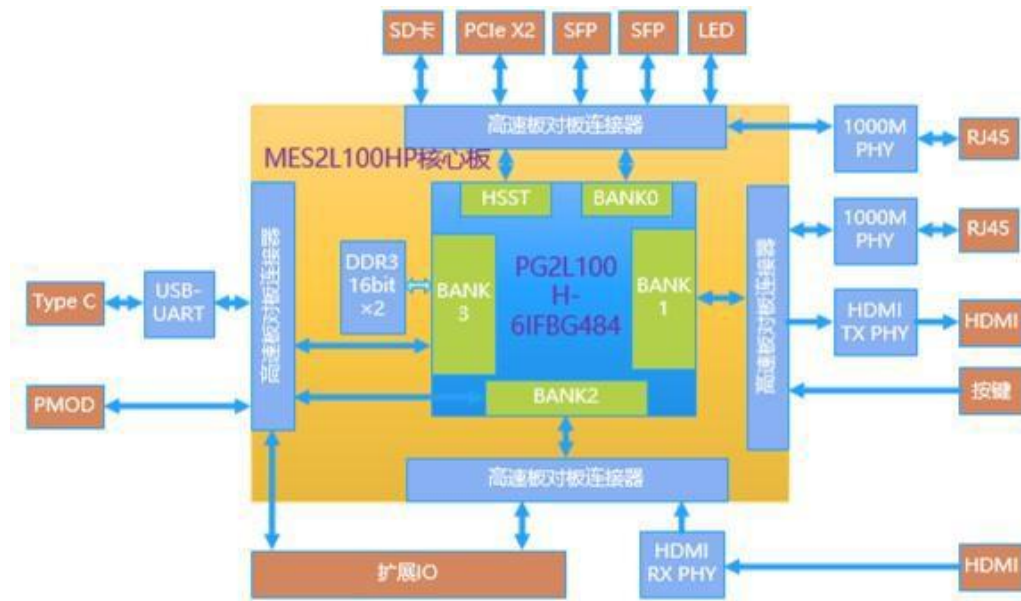 SD卡
PCIe X2
SFP
SFP
LED
高速板对板连接器
1000M
PHY
RJ45
MES2L100HP核心板
HSST
BANK0
高速板对板连接器
DDR3
16bit
×2
BANK
3
PG2L100
H-
6IFBG484
BANK
1
高速板对板连接器
1000M
PHY
RJ45
Type C
USB-
UART
HDMI
TX PHY
HDMI
PMOD
BANK2
按键
高速板对板连接器
扩展IO
HDMI
RX PHY
HDMI